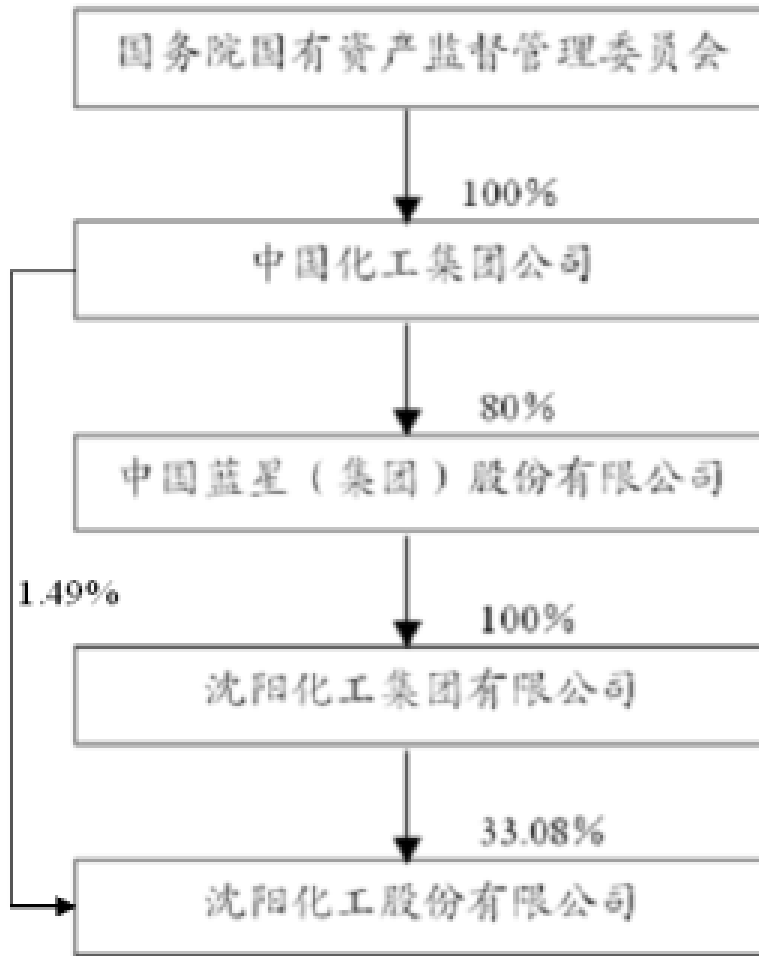 国务院国有资产监督管理委员会
100%
中国化工集团公司
80%
中国蓝星（集团）股份有限公司
1.49%
100%
沈阳化工集团有限公司
33.08%
沈阳化工股份有限公司